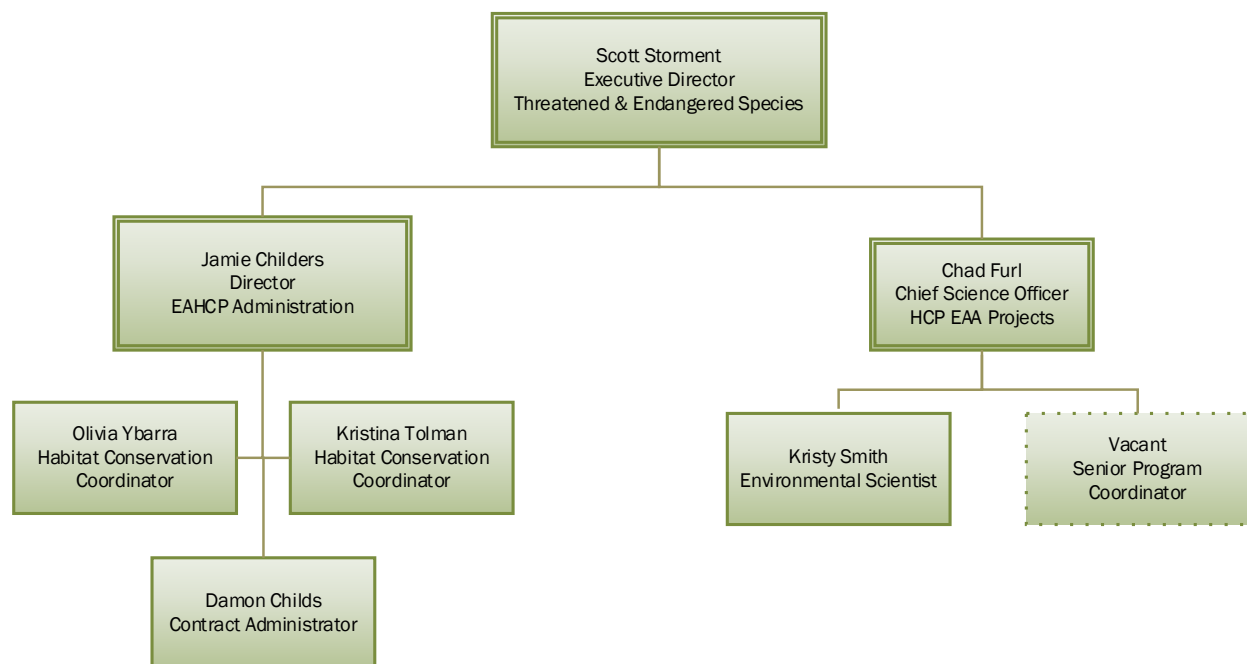 Scott Storment
Executive Director
Threatened & Endangered Species
Jamie Childers
Director
EAHCP Administration
Chad Furl
Chief Science Officer
HCP EAA Projects
Olivia Ybarra
Habitat Conservation
Coordinator
Kristina Tolman
Habitat Conservation
Coordinator
Kristy Smith
Environmental Scientist
Vacant
Senior Program
Coordinator
Damon Childs
Contract Administrator